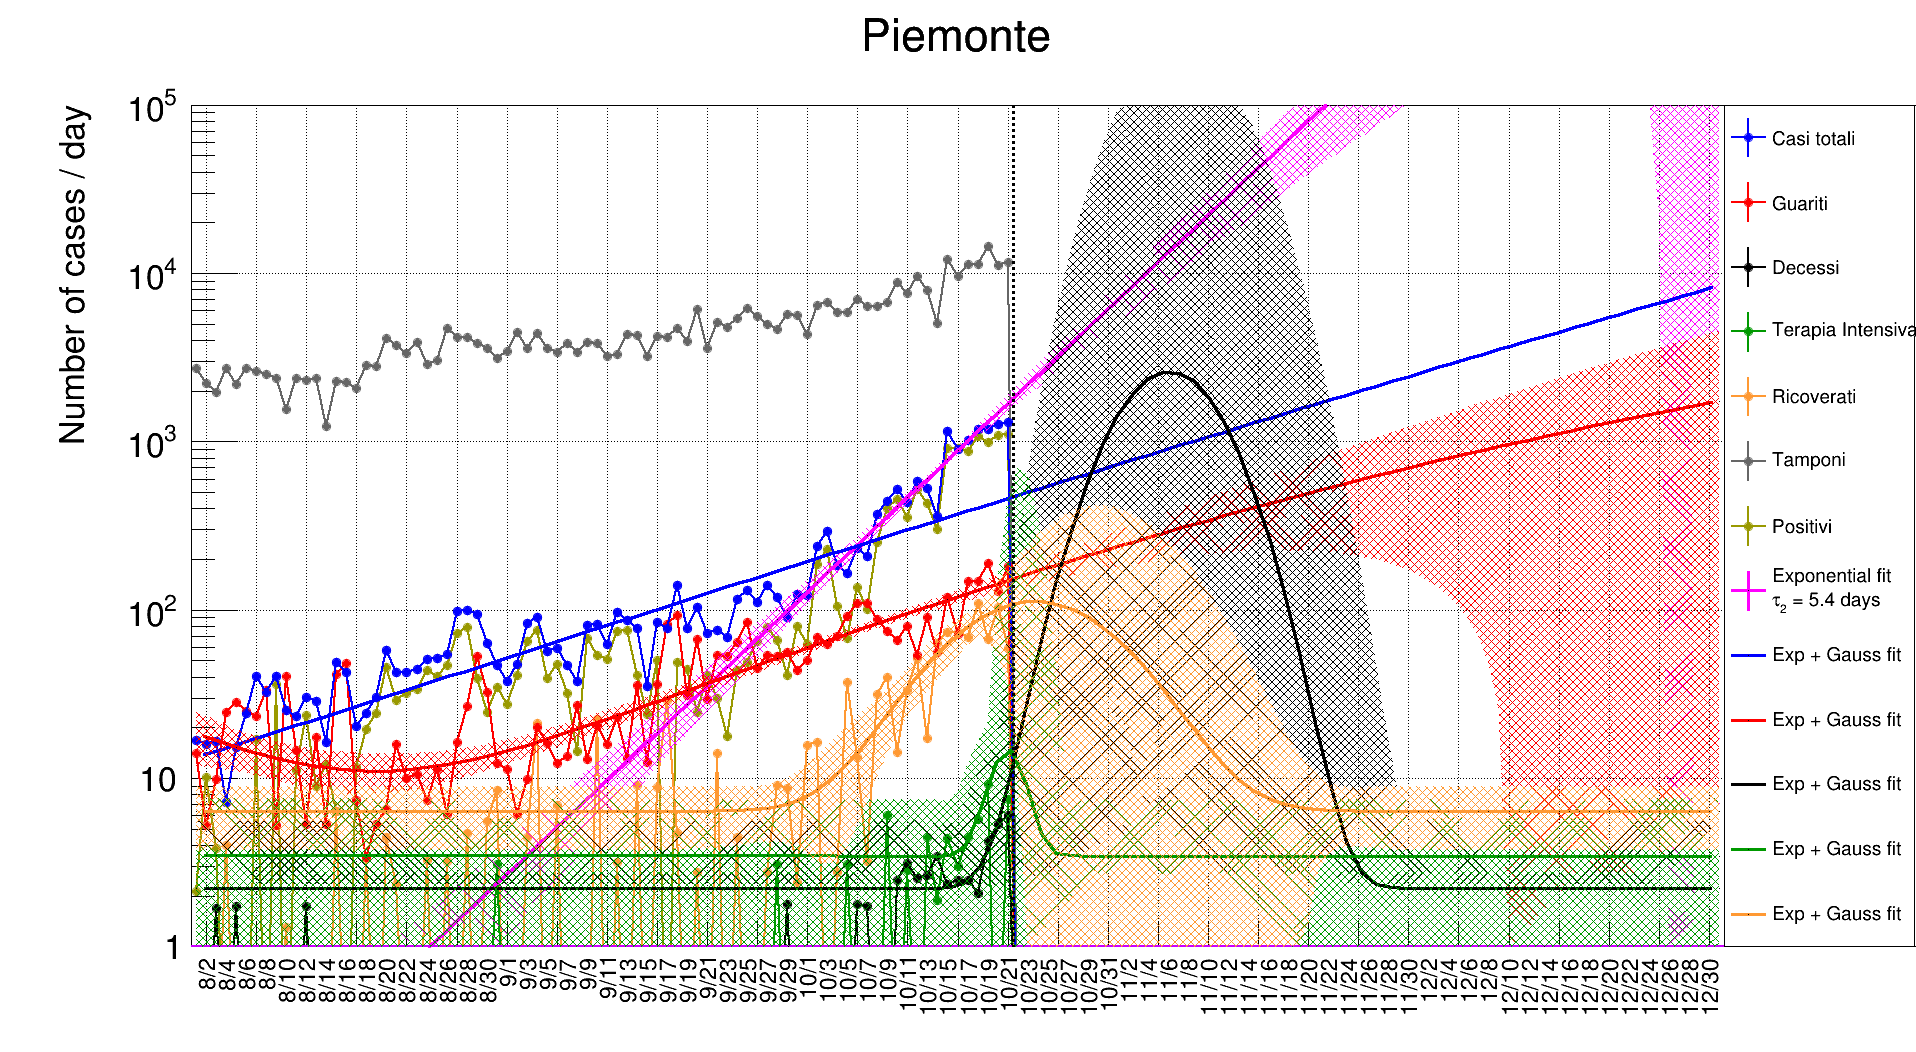 Piemonte
Number of cases / day
10^5
10^4
10^3
10^2
10
1
8/2 8/4 8/6 8/8 8/10 8/12 8/14 8/16 8/18 8/20 8/22 8/24 8/26 8/28 8/30 9/1 9/3 9/5 9/7 9/9 9/11 9/13 9/15 9/17 9/19 9/21 9/23 9/25 9/27 9/29 10/1 10/3 10/5 10/7 10/9 10/11 10/13 10/15 10/17 10/19 10/21 10/23 10/25 10/27 10/29 10/31 11/2 11/4 11/6 11/8 11/10 11/12 11/14 11/16 11/18 11/20 11/22 11/24 11/26 11/28 11/30 12/2 12/4 12/6 12/8 12/10 12/12 12/14 12/16 12/18 12/20 12/22 12/24 12/26 12/28 12/30
Casi totali
Guariti
Decessi
Terapia Intensiva
Ricoverati
Tamponi
Positivi
Exponential fit
τ₂ = 5.4 days
Exp + Gauss fit
Exp + Gauss fit
Exp + Gauss fit
Exp + Gauss fit
Exp + Gauss fit